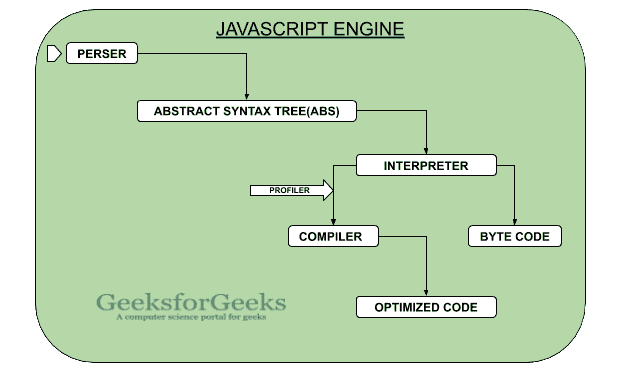 JAVASCRIPT ENGINE
PERSER
ABSTRACT SYNTAX TREE(ABS)
INTERPRETER
PROFILER
COMPILER
BYTE CODE
GeeksforGeeks
A computer science portal for geeks
OPTIMIZED CODE